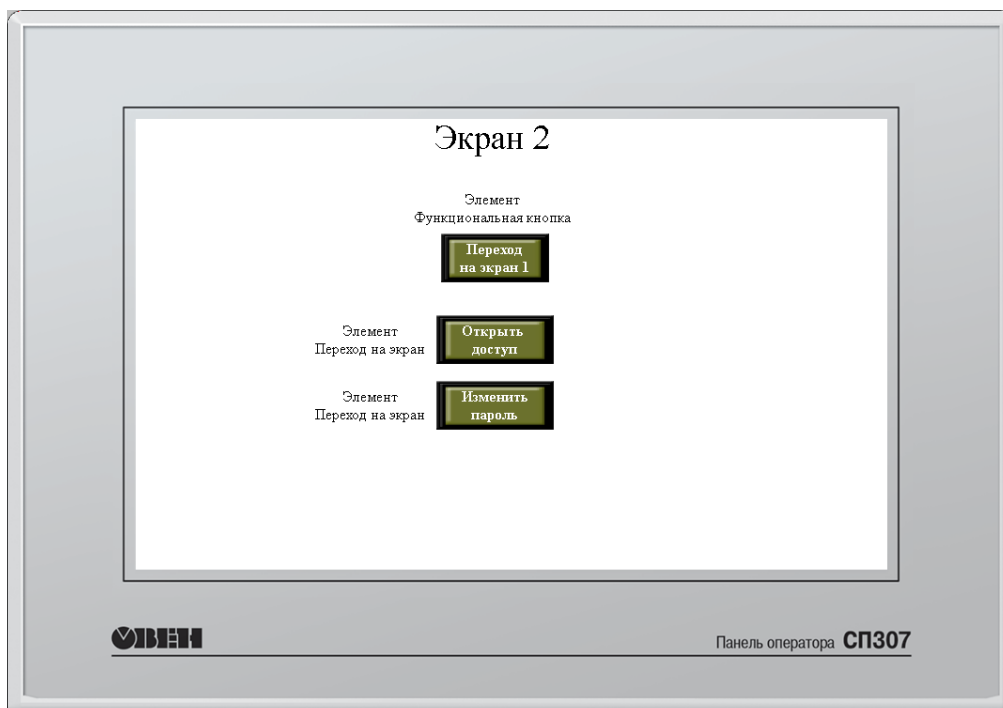 Экран 2
Элемент
Функциональная кнопка
Переход
на экран 1
Элемент
Переход на экран
Открыть
доступ
Элемент
Переход на экран
Изменить
пароль
ОВЕН
Панель оператора СП307